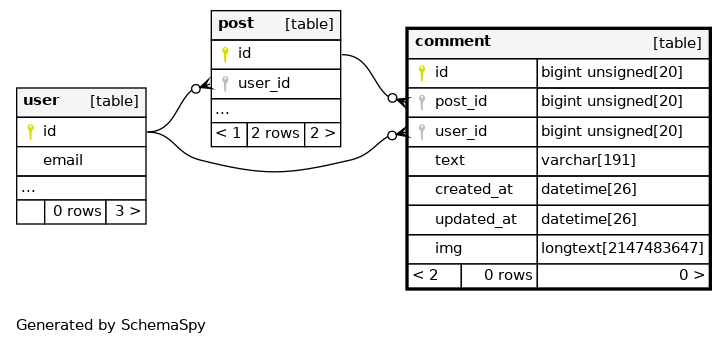 user [table]
id
email
...
0 rows 3 >
post [table]
id
user_id
...
< 1 2 rows 2 >
comment [table]
id bigint unsigned[20]
post_id bigint unsigned[20]
user_id bigint unsigned[20]
text varchar[191]
created_at datetime[26]
updated_at datetime[26]
img longtext[2147483647]
< 2 0 rows 0 >
Generated by SchemaSpy